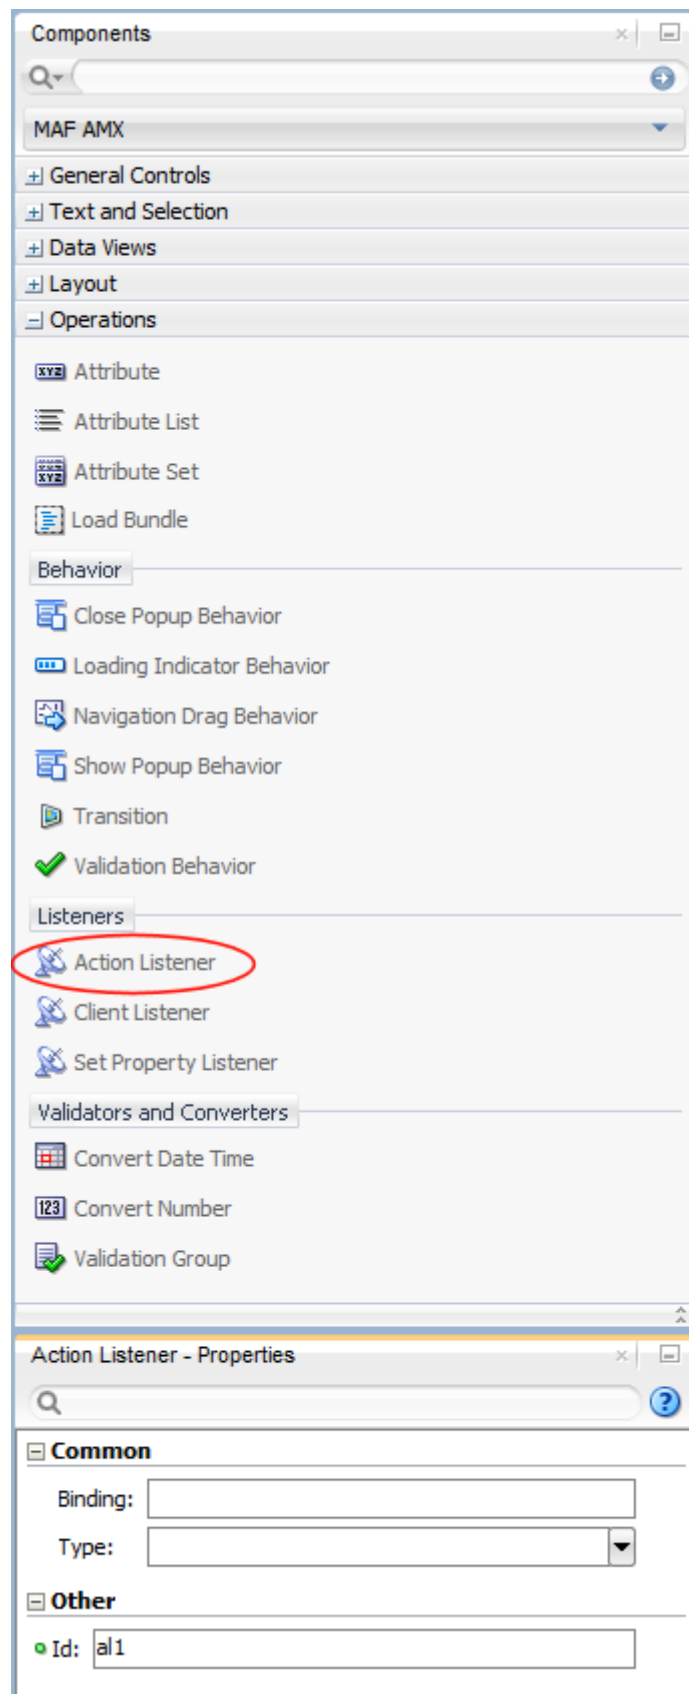 Components
MAF AMX
General Controls
Text and Selection
Data Views
Layout
Operations
XYZ Attribute
Attribute List
XYZ Attribute Set
Load Bundle
Behavior
Close Popup Behavior
Loading Indicator Behavior
Navigation Drag Behavior
Show Popup Behavior
Transition
Validation Behavior
Listeners
Action Listener
Client Listener
Set Property Listener
Validators and Converters
Convert Date Time
123 Convert Number
Validation Group
Action Listener - Properties
Common
Binding:
Type:
Other
Id: al1